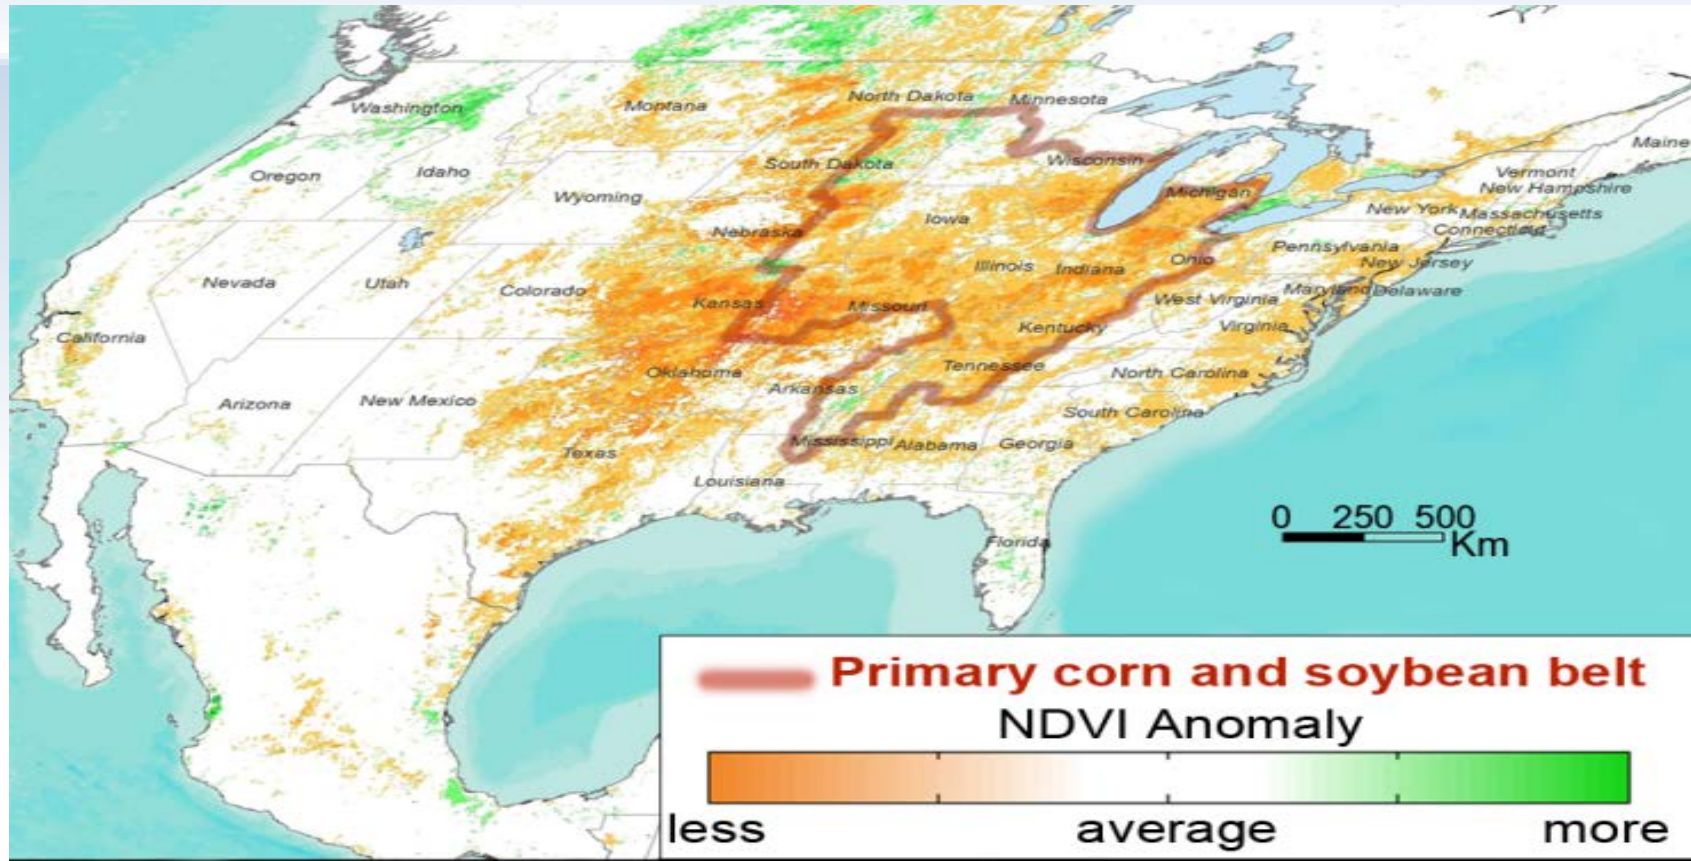 Washington
Montana
North Dakota
Minnesota
Maine
Oregon
Idaho
South Dakota
Wisconsin
Vermont
New Hampshire
Wyoming
Michigan
New York
Massachusetts
Connecticut
Nebraska
Iowa
Pennsylvania
New Jersey
Nevada
Utah
Colorado
Illinois
Indiana
Ohio
Maryland
Delaware
West Virginia
Kansas
Missouri
Kentucky
Virginia
California
Oklahoma
Tennessee
North Carolina
Arizona
New Mexico
Arkansas
South Carolina
Texas
Mississippi
Alabama
Georgia
Louisiana
Florida
0 250 500
Km
Primary corn and soybean belt
NDVI Anomaly
less average more